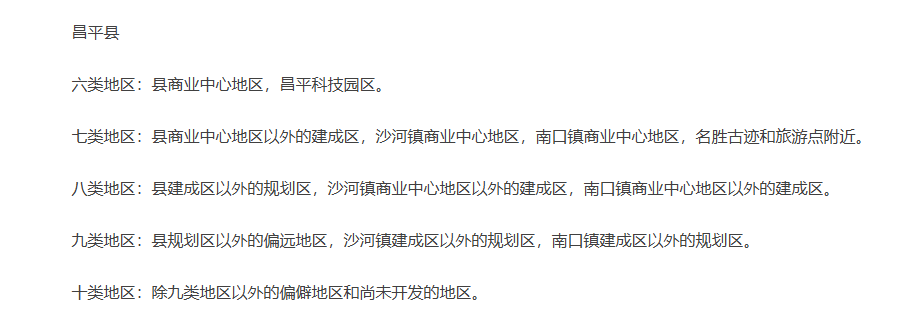 昌平县
六类地区：县商业中心地区，昌平科技园区。
七类地区：县商业中心地区以外的建成区，沙河镇商业中心地区，南口镇商业中心地区，名胜古迹和旅游点附近。
八类地区：县建成区以外的规划区，沙河镇商业中心地区以外的建成区，南口镇商业中心地区以外的建成区。
九类地区：县规划区以外的偏远地区，沙河镇建成区以外的规划区，南口镇建成区以外的规划区。
十类地区：除九类地区以外的偏僻地区和尚未开发的地区。